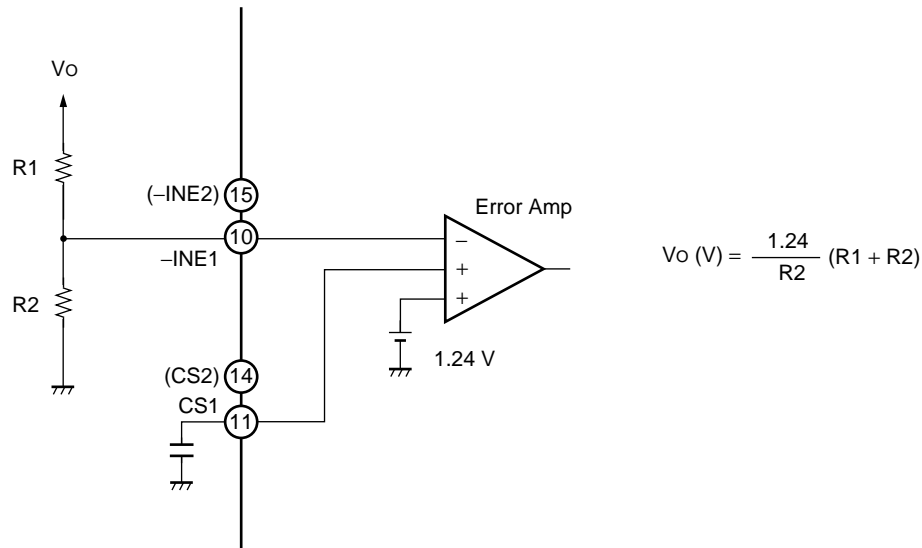 Vo
R1
(−INE2) 15
10
−INE1
R2
(CS2) 14
CS1
11
Error Amp
−
+
+
1.24 V
Vo (V) = 1.24 / R2 (R1 + R2)